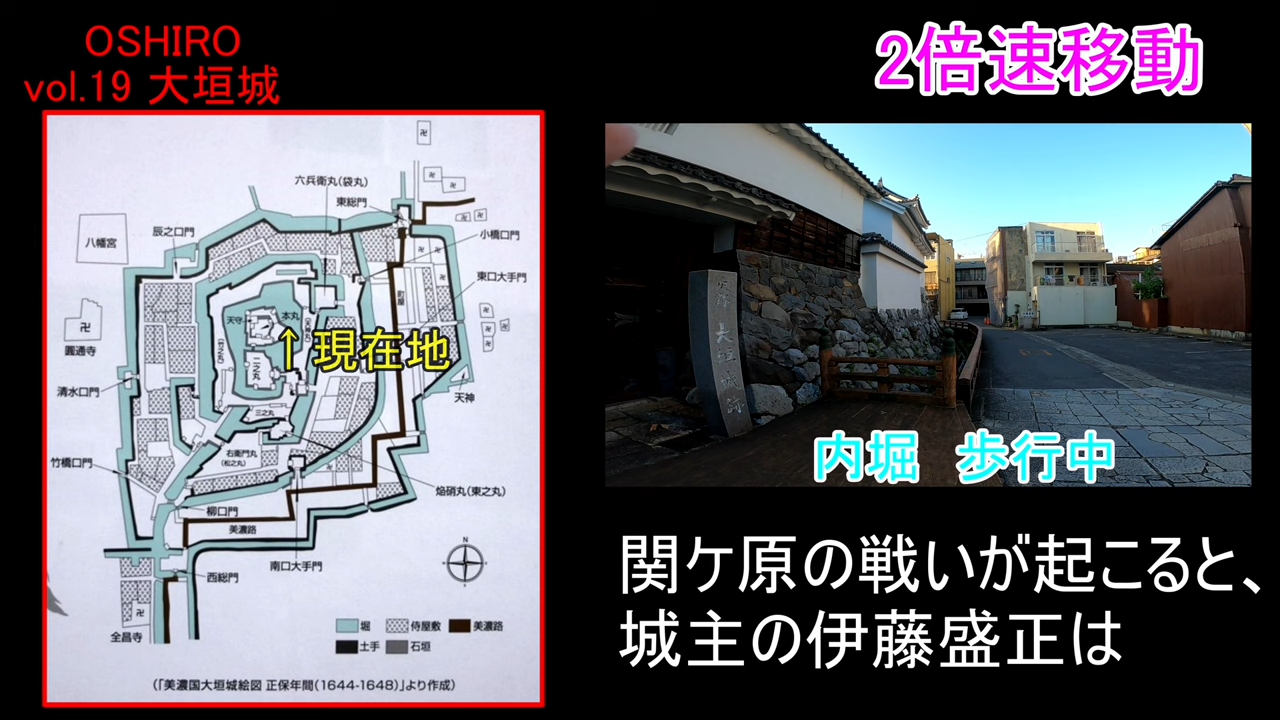 OSHIRO
vol.19 大垣城
2倍速移動
六兵衛丸(袋丸)
東総門
小橋口門
八幡宮
辰之口門
東口大手門
町屋
天守
本丸
↑現在地
圓通寺
二之丸
清水口門
天神
三之丸
竹橋口門
右衛門丸
(松之丸)
焔硝丸(東之丸)
柳口門
美濃路
N
南口大手門
西総門
全昌寺
堀
侍屋敷
美濃路
土手
石垣
(「美濃国大垣城絵図 正保年間(1644-1648)」より作成)
大垣城跡
内堀 歩行中
関ケ原の戦いが起こると、
城主の伊藤盛正は